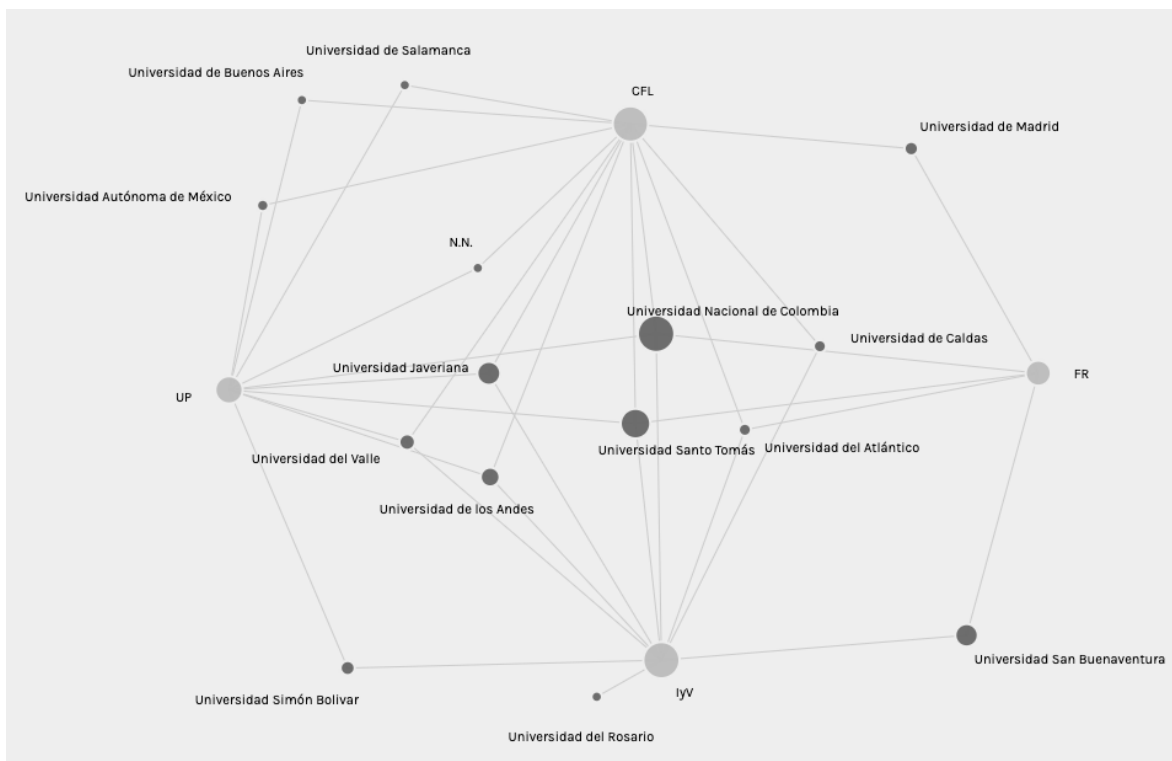 Universidad de Salamanca
Universidad de Buenos Aires
CFL
Universidad de Madrid
Universidad Autónoma de México
N.N.
Universidad Nacional de Colombia
Universidad de Caldas
Universidad Javeriana
FR
UP
Universidad del Valle
Universidad Santo Tomás
Universidad del Atlántico
Universidad de los Andes
Universidad San Buenaventura
Universidad Simón Bolivar
IyV
Universidad del Rosario